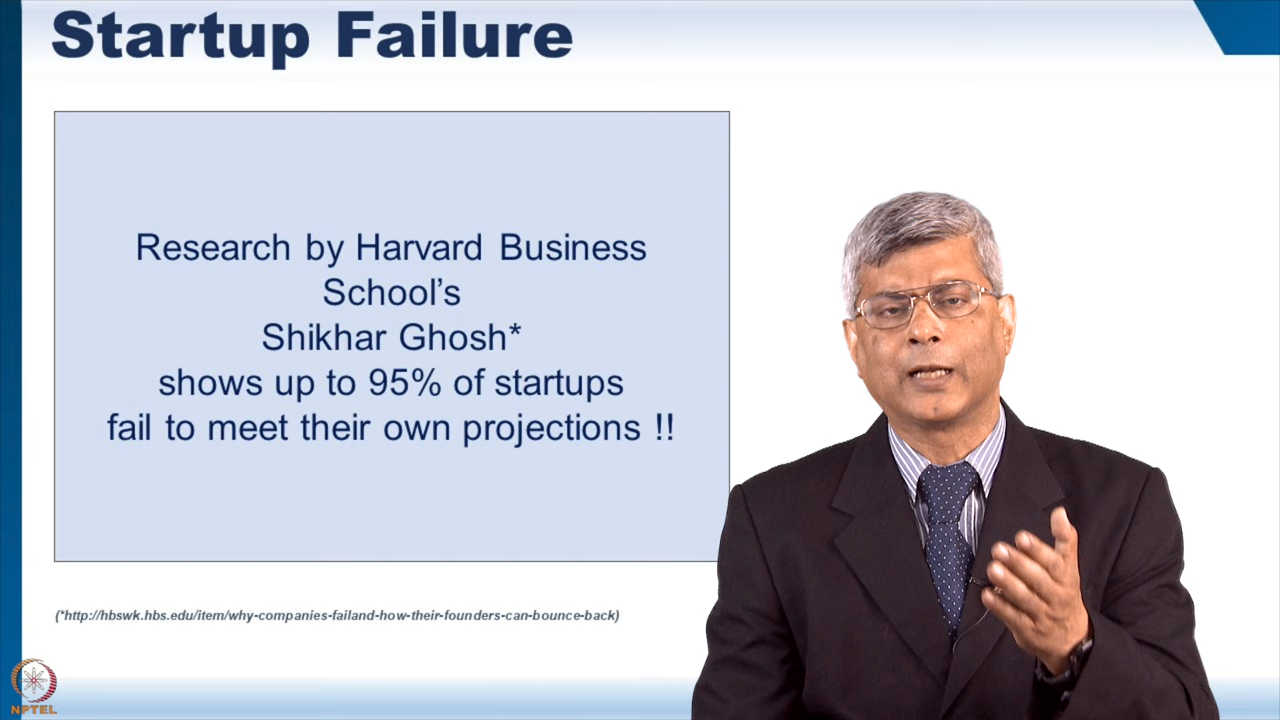 Startup Failure
Research by Harvard Business
School’s
Shikhar Ghosh*
shows up to 95% of startups
fail to meet their own projections !!
(*http://hbswk.hbs.edu/item/why-companies-failand-how-their-founders-can-bounce-back)
NPTEL